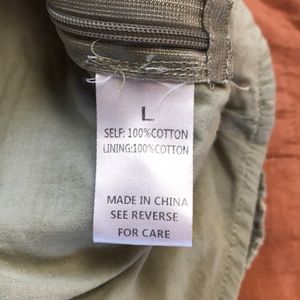 L
SELF: 100%COTTON
LINING:100%COTTON
MADE IN CHINA
SEE REVERSE
FOR CARE